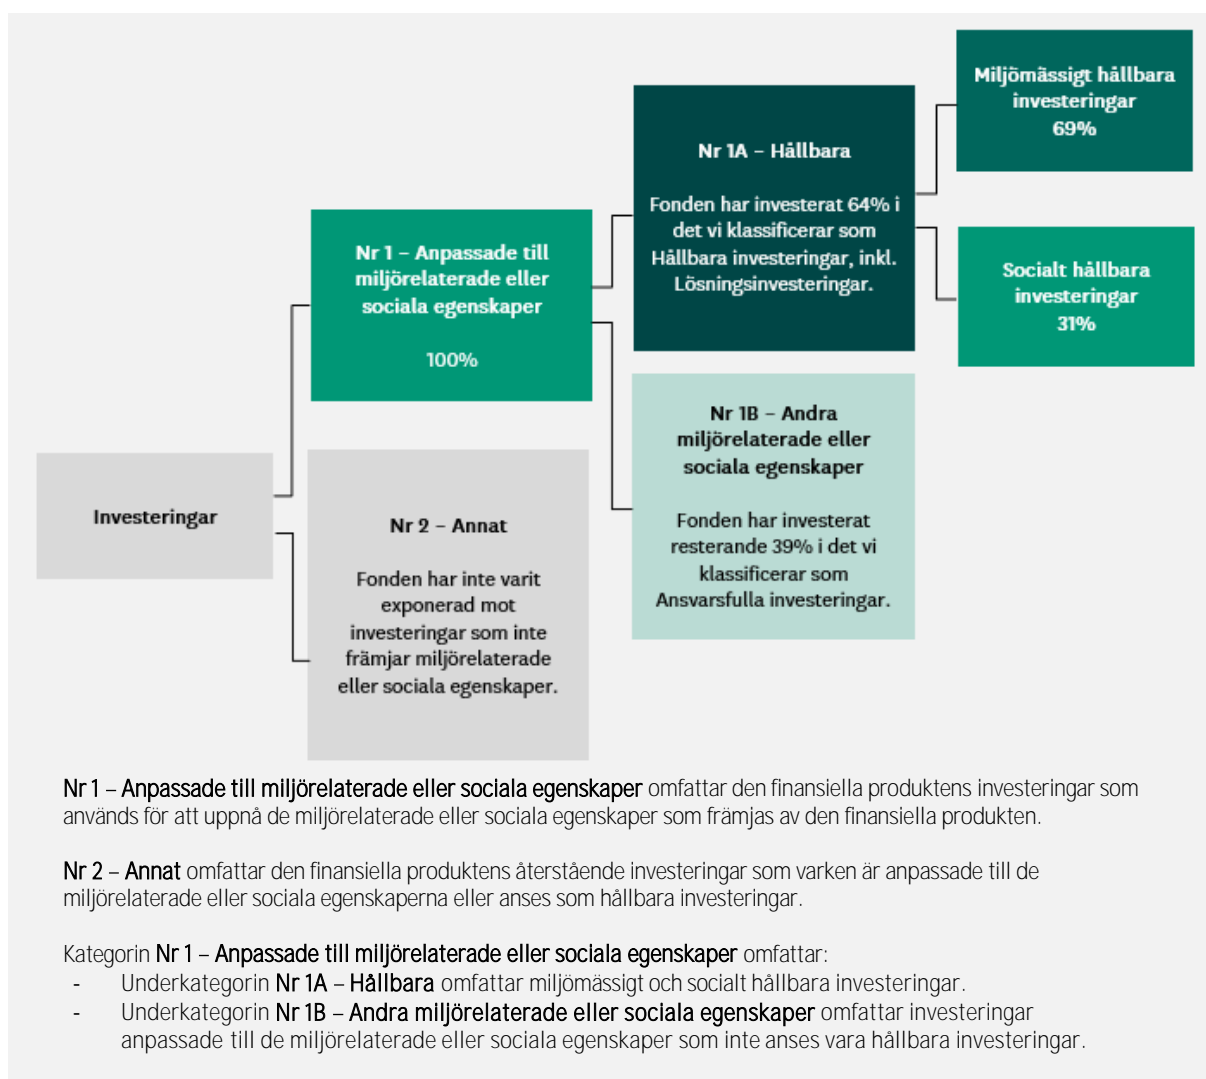 Miljömässigt hållbara
investeringar
69%
Nr 1A – Hållbara
Fonden har investerat 64% i
det vi klassificerar som
Hållbara investeringar, inkl.
Lösningsinvesteringar.
Nr 1 – Anpassade till
miljörelaterade eller
sociala egenskaper
100%
Socialt hållbara
investeringar
31%
Nr 1B – Andra
miljörelaterade eller
sociala egenskaper
Fonden har investerat
resterande 39% i det vi
klassificerar som
Ansvarsfulla investeringar.
Investeringar
Nr 2 – Annat
Fonden har inte varit
exponerad mot
investeringar som inte
främjar miljörelaterade
eller sociala egenskaper.
Nr 1 – Anpassade till miljörelaterade eller sociala egenskaper omfattar den finansiella produktens investeringar som
används för att uppnå de miljörelaterade eller sociala egenskaper som främjas av den finansiella produkten.
Nr 2 – Annat omfattar den finansiella produktens återstående investeringar som varken är anpassade till de
miljörelaterade eller sociala egenskaperna eller anses som hållbara investeringar.
Kategorin Nr 1 – Anpassade till miljörelaterade eller sociala egenskaper omfattar:
- Underkategorin Nr 1A – Hållbara omfattar miljömässigt och socialt hållbara investeringar.
- Underkategorin Nr 1B – Andra miljörelaterade eller sociala egenskaper omfattar investeringar
anpassade till de miljörelaterade eller sociala egenskaper som inte anses vara hållbara investeringar.